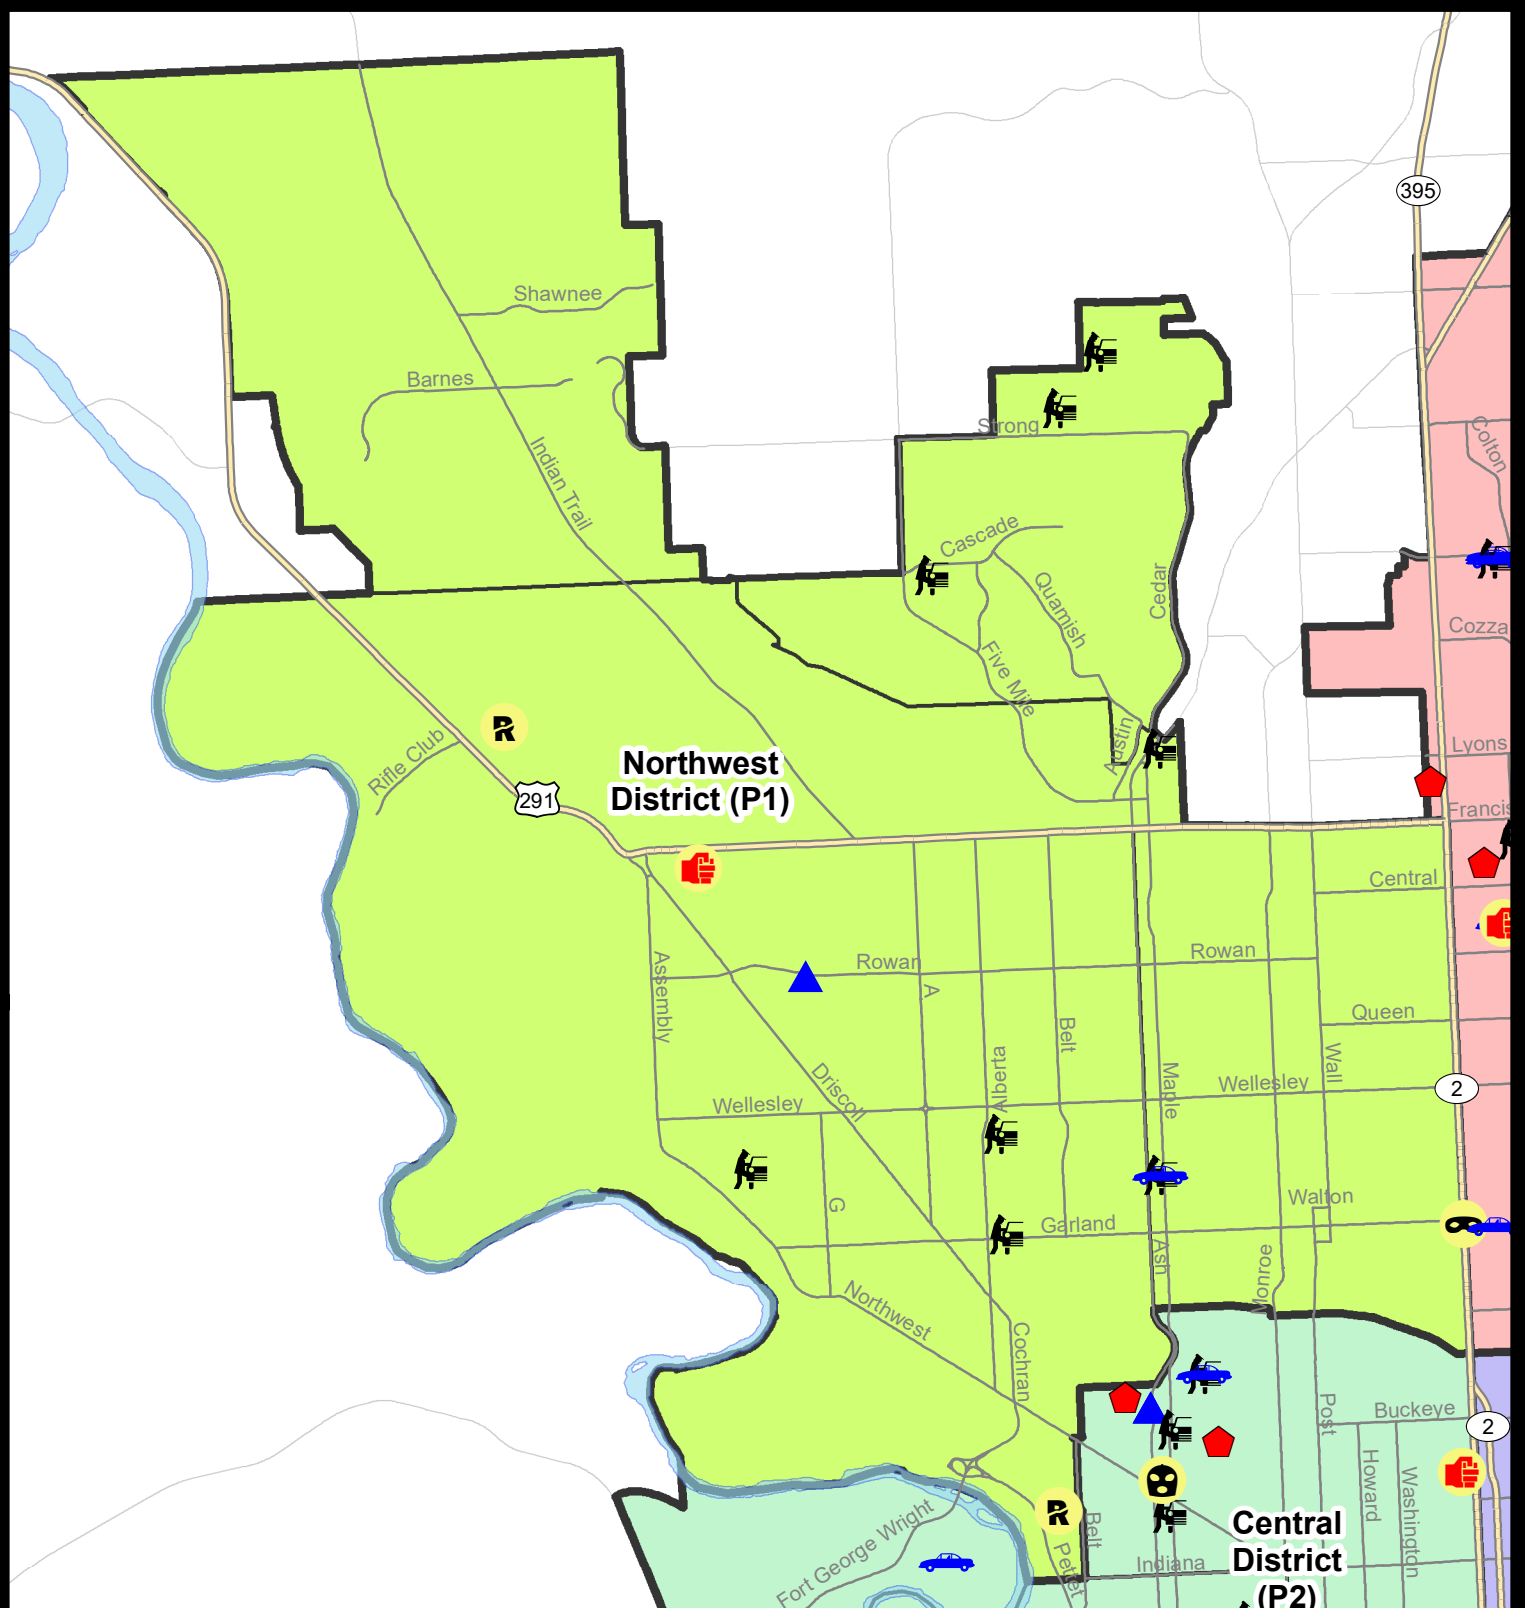 395
Shawnee
Barnes
Strong
Colton
Indian Trail
Cascade
Quamish
Cedar
Cozza
Five Mile
Rifle Club
R
Austin
Lyons
Northwest
District (P1)
291
Francis
Central
Assembly
Rowan
Rowan
A
Queen
Belt
Wall
Alberta
Driscoll
Maple
Wellesley
Wellesley
2
G
Garland
Walton
Ash
Monroe
Northwest
Cochran
Post
Buckeye
2
Howard
Washington
Fort George Wright
R
Belt
Pettet
Indiana
Central
District
(P2)